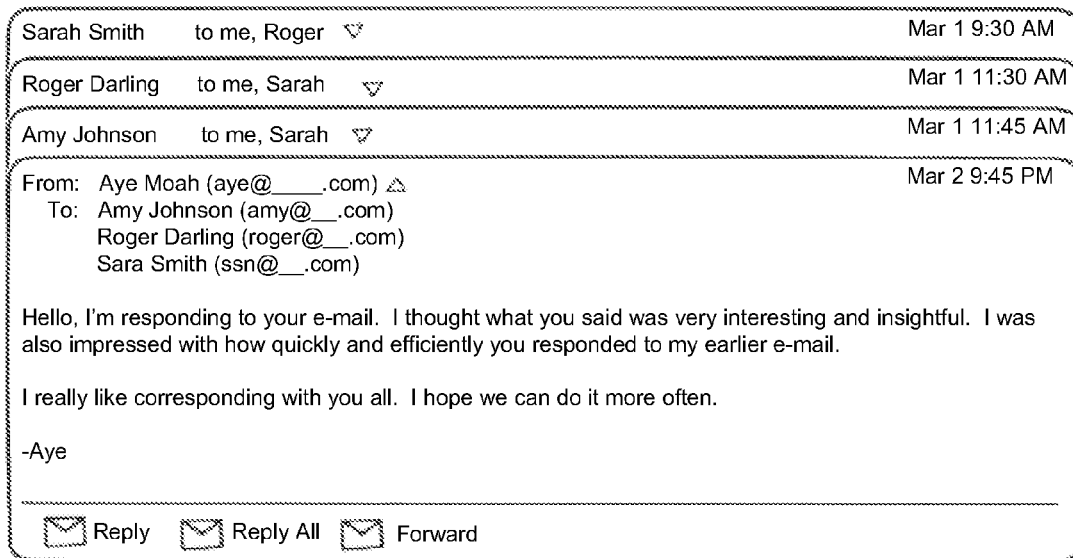 Sarah Smith to me, Roger Mar 1 9:30 AM
Roger Darling to me, Sarah Mar 1 11:30 AM
Amy Johnson to me, Sarah Mar 1 11:45 AM
From: Aye Moah (aye@____.com) Mar 2 9:45 PM
To: Amy Johnson (amy@__.com)
Roger Darling (roger@__.com)
Sara Smith (ssn@__.com)
Hello, I'm responding to your e-mail. I thought what you said was very interesting and insightful. I was
also impressed with how quickly and efficiently you responded to my earlier e-mail.
I really like corresponding with you all. I hope we can do it more often.
-Aye
Reply Reply All Forward